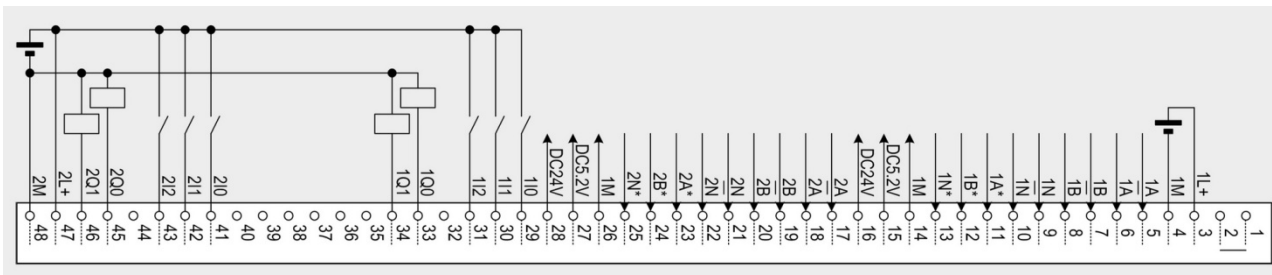 2M
2L+
2Q1
2Q0
2I2
2I1
2I0
1Q1
1Q0
1I2
1I1
1I0
DC24V
DC5.2V
1M
2N*
2B*
2A*
2N̅
2N
2B̅
2B
2A̅
2A
DC24V
DC5.2V
1M
1N*
1B*
1A*
1N̅
1N
1B̅
1B
1A̅
1A
1M
1L+
48
47
46
45
44
43
42
41
40
39
38
37
36
35
34
33
32
31
30
29
28
27
26
25
24
23
22
21
20
19
18
17
16
15
14
13
12
11
10
9
8
7
6
5
4
3
2
1